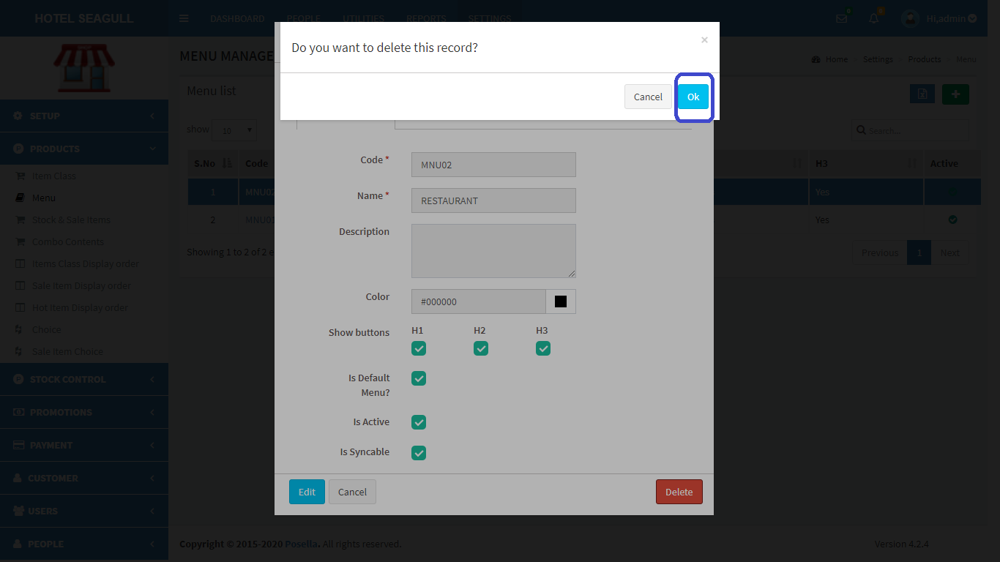 HOTEL SEAGULL
DASHBOARD PEOPLE UTILITIES REPORTS SETTINGS
0
0
Hi,admin
Do you want to delete this record?
×
Cancel Ok
MENU MANAGE
Home Settings Products Menu
Menu list
show 10
Search...
S.No Code H3 Active
1 MNU02 Yes
2 MNU01 Yes
Showing 1 to 2 of 2 e
Previous 1 Next
SETUP
PRODUCTS
Item Class
Menu
Stock & Sale Items
Combo Contents
Items Class Display order
Sale Item Display order
Hot Item Display order
Choice
Sale Item Choice
STOCK CONTROL
PROMOTIONS
PAYMENT
CUSTOMER
USERS
PEOPLE
Code * MNU02
Name * RESTAURANT
Description
Color #000000
Show buttons H1 H2 H3
Is Default
Menu?
Is Active
Is Syncable
Edit Cancel Delete
Copyright © 2015-2020 Posella. All rights reserved.
Version 4.2.4